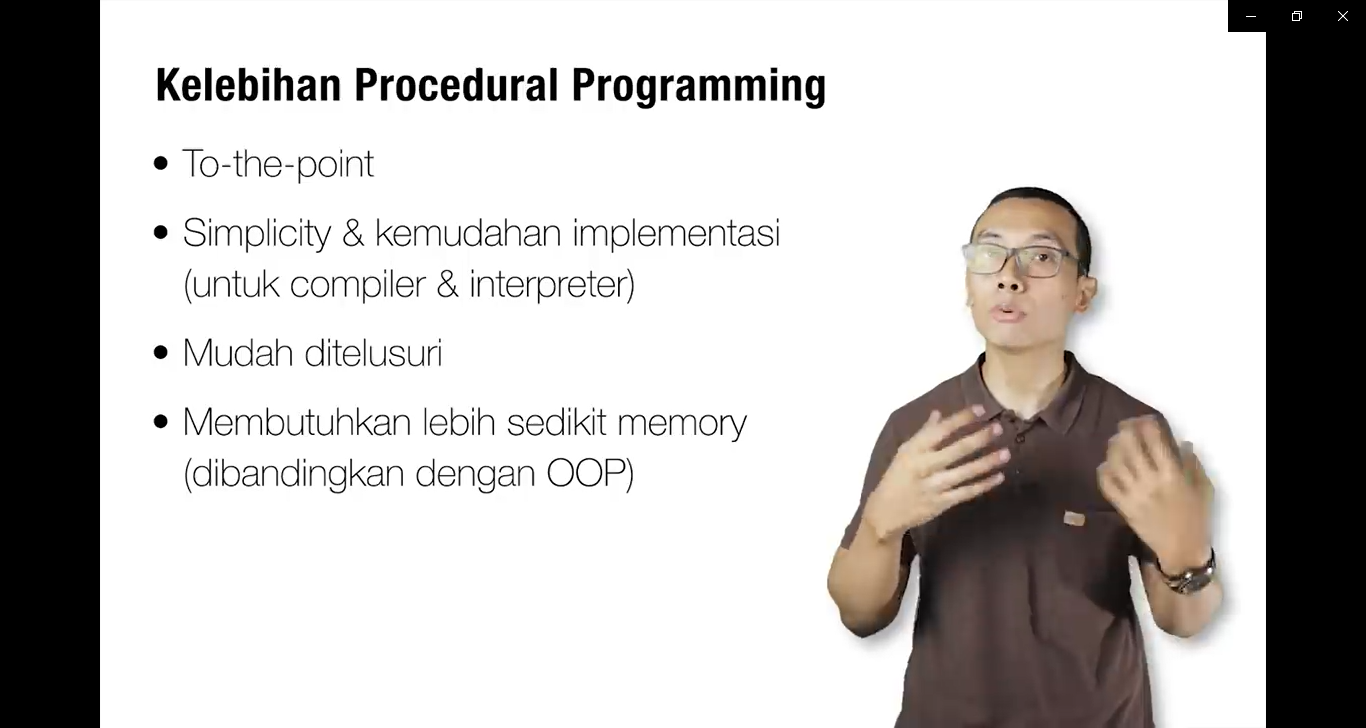 Kelebihan Procedural Programming
• To-the-point
• Simplicity & kemudahan implementasi
(untuk compiler & interpreter)
• Mudah ditelusuri
• Membutuhkan lebih sedikit memory
(dibandingkan dengan OOP)